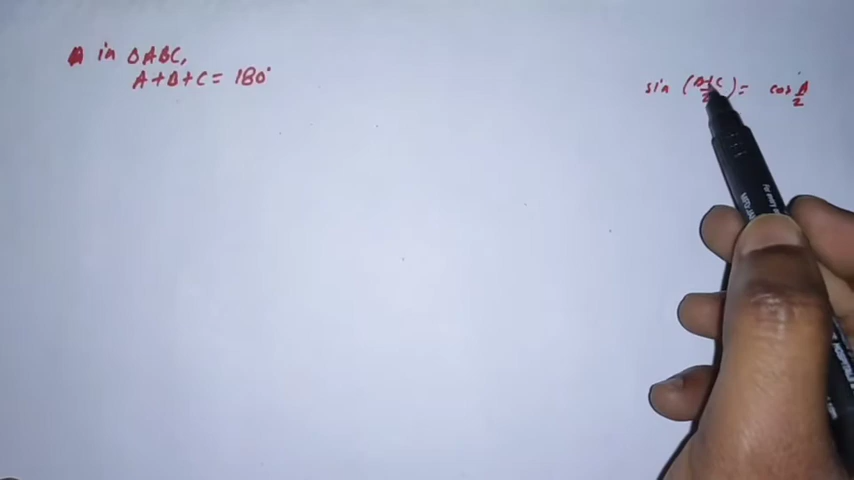 in ΔABC,
A+B+C = 180°
sin (B+C/2) = cos A/2